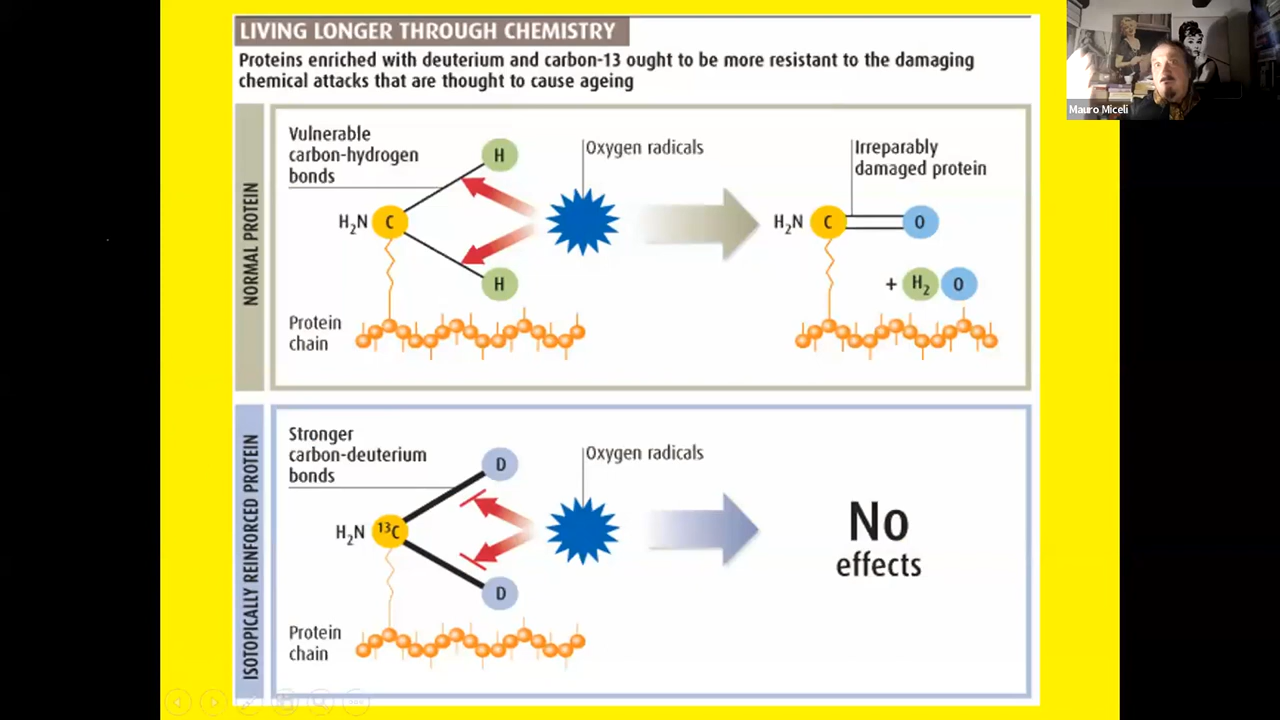 LIVING LONGER THROUGH CHEMISTRY
Proteins enriched with deuterium and carbon-13 ought to be more resistant to the damaging
chemical attacks that are thought to cause ageing
Mauro Miceli
NORMAL PROTEIN
Vulnerable
carbon-hydrogen
bonds
H
Oxygen radicals
Irreparably
damaged protein
H₂N C
H₂N C O
H
+ H₂ O
Protein
chain
ISOTOPICALLY REINFORCED PROTEIN
Stronger
carbon-deuterium
bonds
D
Oxygen radicals
H₂N ¹³C
No
effects
D
Protein
chain